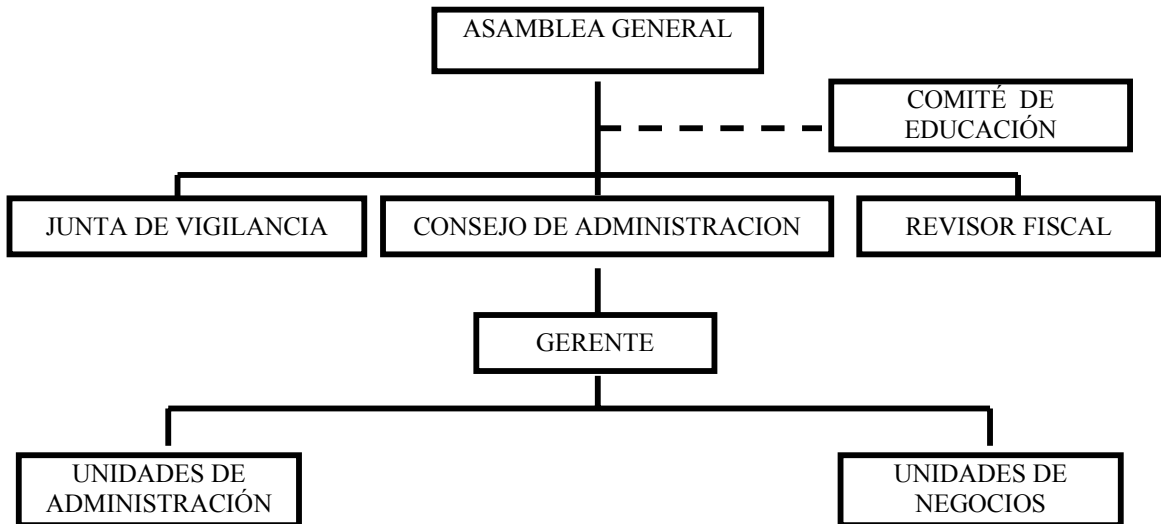 ASAMBLEA GENERAL
COMITÉ DE
EDUCACIÓN
JUNTA DE VIGILANCIA
CONSEJO DE ADMINISTRACION
REVISOR FISCAL
GERENTE
UNIDADES DE
ADMINISTRACIÓN
UNIDADES DE
NEGOCIOS